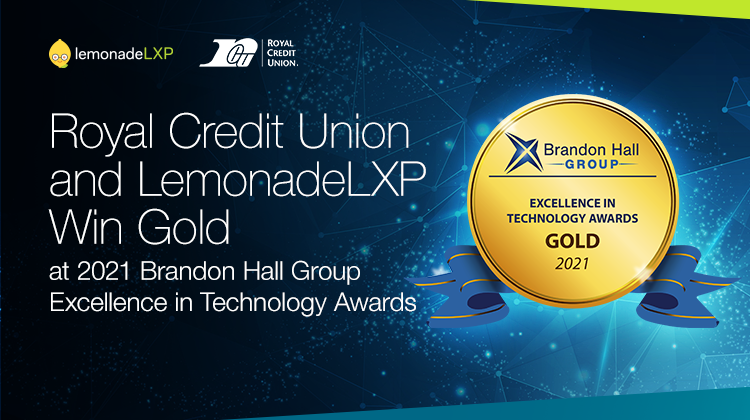 lemonadeLXP
ROYAL
CREDIT
UNION.
Royal Credit Union
and LemonadeLXP
Win Gold
at 2021 Brandon Hall Group
Excellence in Technology Awards
Brandon Hall
GROUP
EXCELLENCE IN
TECHNOLOGY AWARDS
GOLD
2021